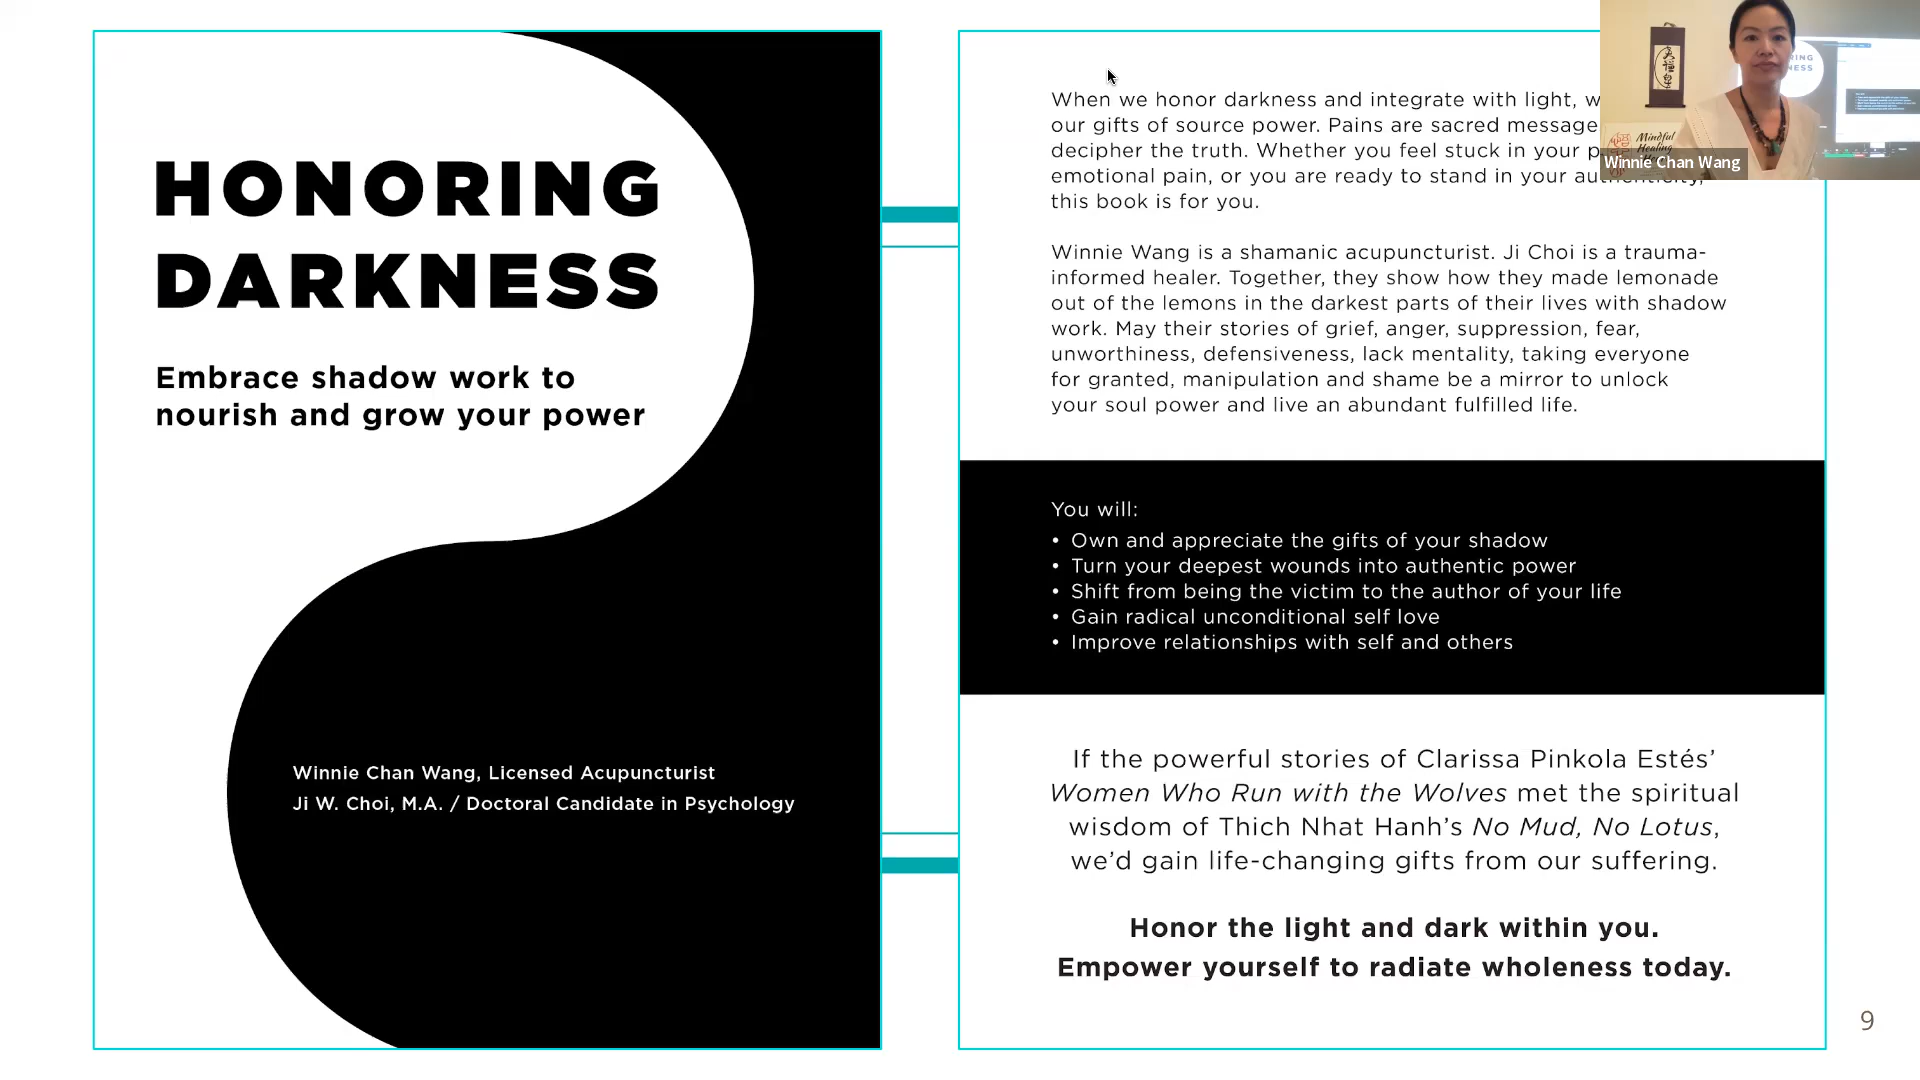 HONORING
DARKNESS
Embrace shadow work to
nourish and grow your power
Winnie Chan Wang, Licensed Acupuncturist
Ji W. Choi, M.A. / Doctoral Candidate in Psychology
When we honor darkness and integrate with light, w
our gifts of source power. Pains are sacred message
decipher the truth. Whether you feel stuck in your p
emotional pain, or you are ready to stand in your authenticity,
this book is for you.
Winnie Wang is a shamanic acupuncturist. Ji Choi is a trauma-
informed healer. Together, they show how they made lemonade
out of the lemons in the darkest parts of their lives with shadow
work. May their stories of grief, anger, suppression, fear,
unworthiness, defensiveness, lack mentality, taking everyone
for granted, manipulation and shame be a mirror to unlock
your soul power and live an abundant fulfilled life.
You will:
• Own and appreciate the gifts of your shadow
• Turn your deepest wounds into authentic power
• Shift from being the victim to the author of your life
• Gain radical unconditional self love
• Improve relationships with self and others
If the powerful stories of Clarissa Pinkola Estés’
Women Who Run with the Wolves met the spiritual
wisdom of Thich Nhat Hanh’s No Mud, No Lotus,
we’d gain life-changing gifts from our suffering.
Honor the light and dark within you.
Empower yourself to radiate wholeness today.
Mindful
Healing
Winnie Chan Wang
9